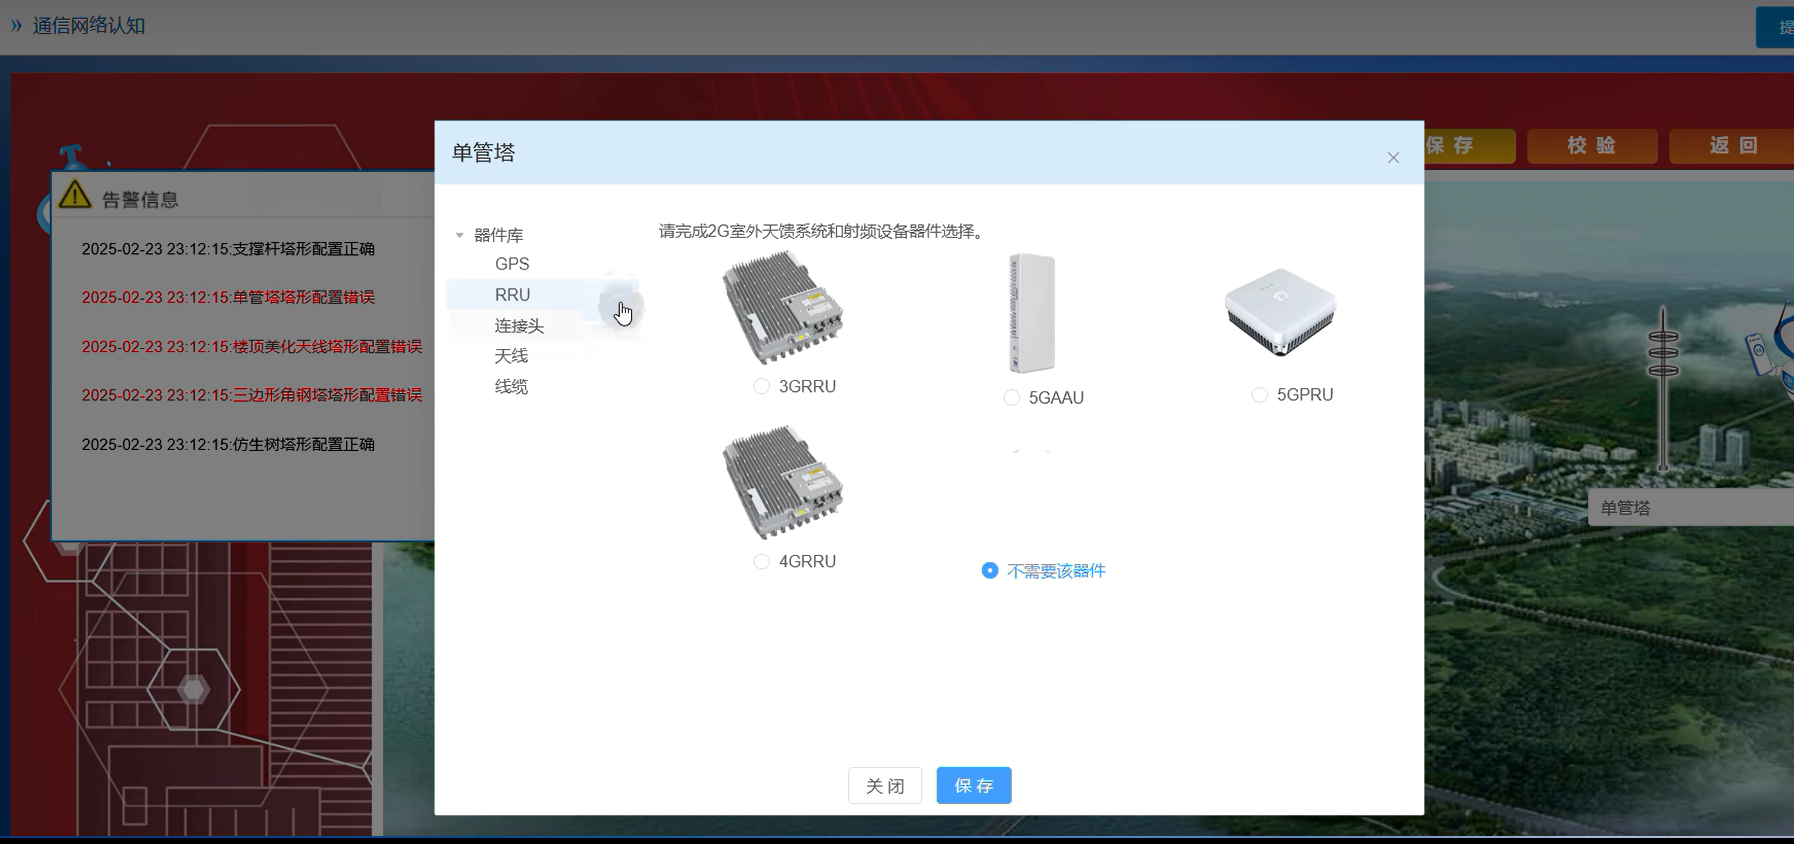 » 通信网络认知
提
保存
校验
返回
单管塔
×
告警信息
2025-02-23 23:12:15:支撑杆塔形配置正确
2025-02-23 23:12:15:单管塔塔形配置错误
2025-02-23 23:12:15:楼顶美化天线塔形配置错误
2025-02-23 23:12:15:三边形角钢塔塔形配置错误
2025-02-23 23:12:15:仿生树塔形配置正确
器件库
GPS
RRU
连接头
天线
线缆
请完成2G室外天馈系统和射频设备器件选择。
3GRRU
5GAAU
5GPRU
4GRRU
不需要该器件
单管塔
关闭
保存